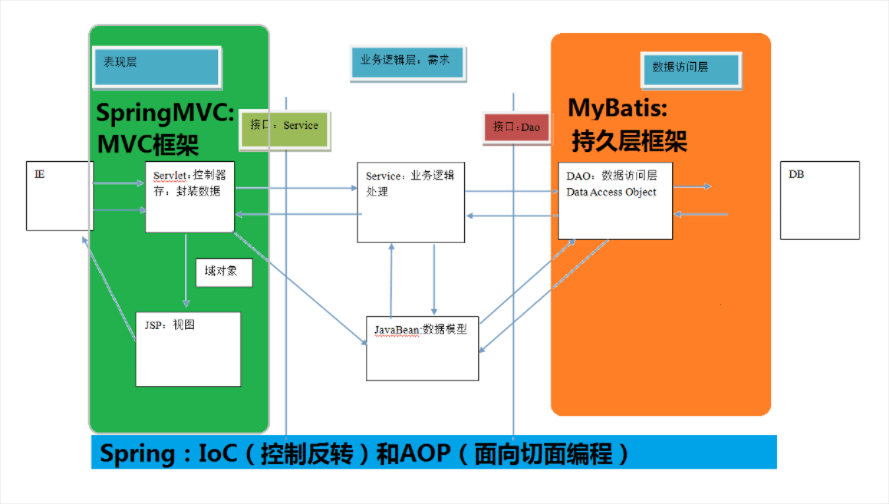 表现层
业务逻辑层：需求
数据访问层
SpringMVC:
MVC框架
接口：Service
接口:Dao
MyBatis:
持久层框架
IE
Servlet:控制器
存：封装数据
Service：业务逻辑
处理
DAO：数据访问层
Data Access Object
DB
域对象
JSP：视图
JavaBean:数据模型
Spring：IoC（控制反转）和AOP（面向切面编程）